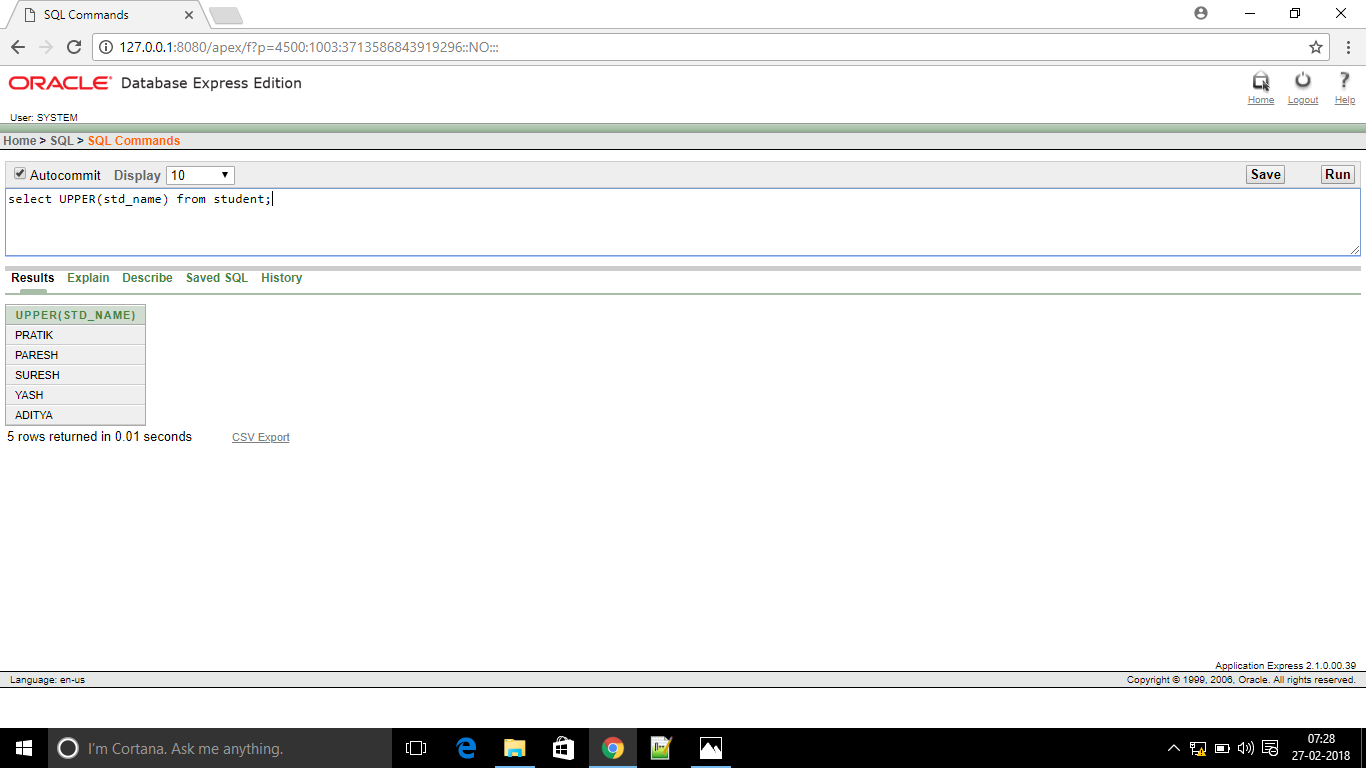 SQL Commands
127.0.0.1:8080/apex/f?p=4500:1003:3713586843919296::NO:::
ORACLE Database Express Edition
Home Logout Help
User: SYSTEM
Home > SQL > SQL Commands
Autocommit Display 10 Save Run
select UPPER(std_name) from student;
Results Explain Describe Saved SQL History
UPPER(STD_NAME)
PRATIK
PARESH
SURESH
YASH
ADITYA
5 rows returned in 0.01 seconds CSV Export
Application Express 2.1.0.00.39
Language: en-us Copyright © 1999, 2006, Oracle. All rights reserved.
I'm Cortana. Ask me anything.
07:28
27-02-2018